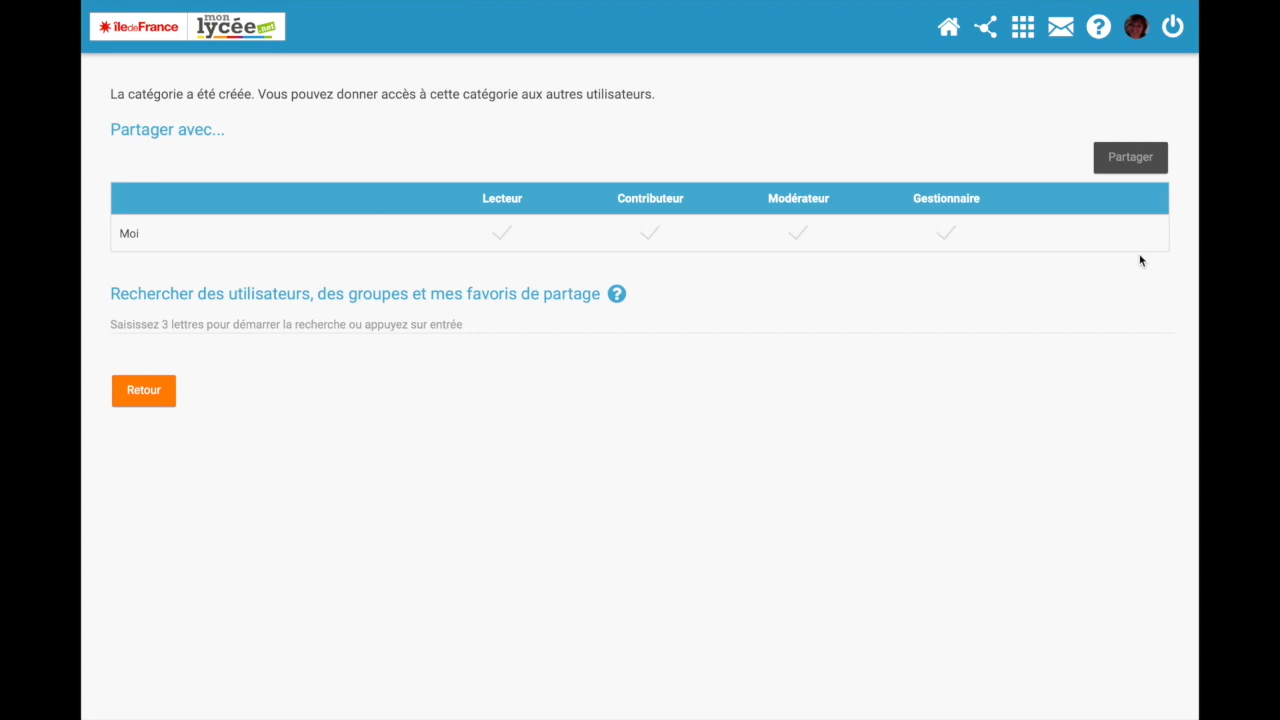 îledeFrance
mon
lycée.net
La catégorie a été créée. Vous pouvez donner accès à cette catégorie aux autres utilisateurs.
Partager avec...
Partager
Lecteur Contributeur Modérateur Gestionnaire
Moi
Rechercher des utilisateurs, des groupes et mes favoris de partage ?
Saisissez 3 lettres pour démarrer la recherche ou appuyez sur entrée
Retour